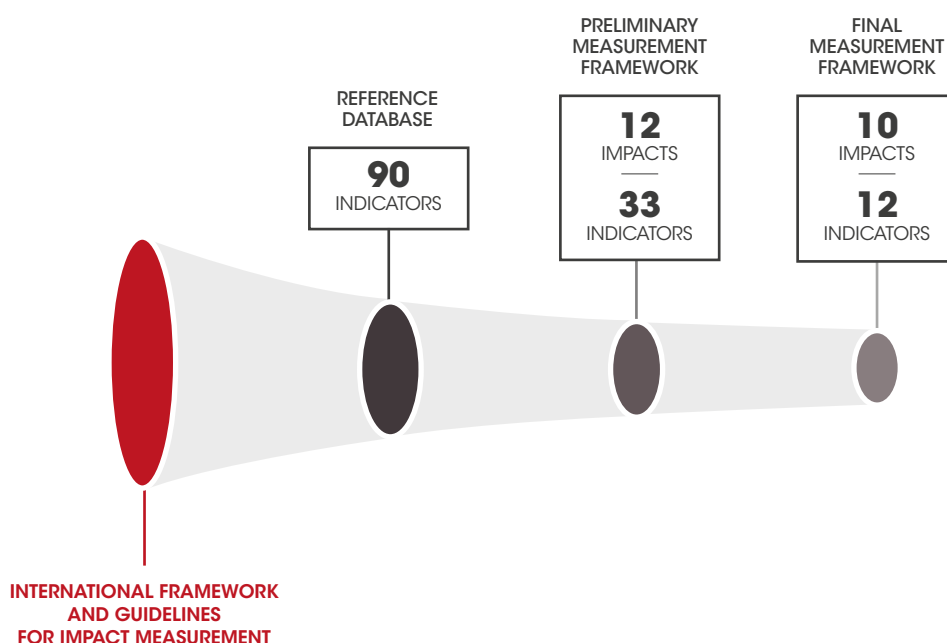 PRELIMINARY
MEASUREMENT
FRAMEWORK
FINAL
MEASUREMENT
FRAMEWORK
REFERENCE
DATABASE
90
INDICATORS
12
IMPACTS
33
INDICATORS
10
IMPACTS
12
INDICATORS
INTERNATIONAL FRAMEWORK
AND GUIDELINES
FOR IMPACT MEASUREMENT